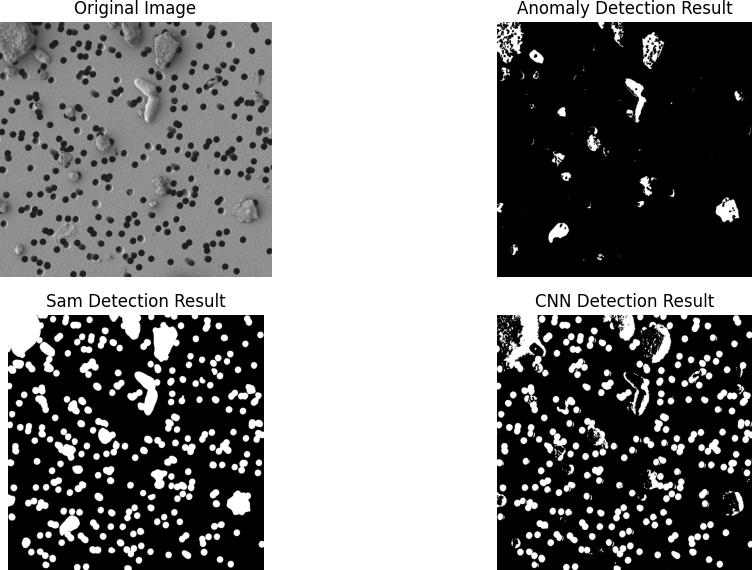 Original Image
Anomaly Detection Result
Sam Detection Result
CNN Detection Result